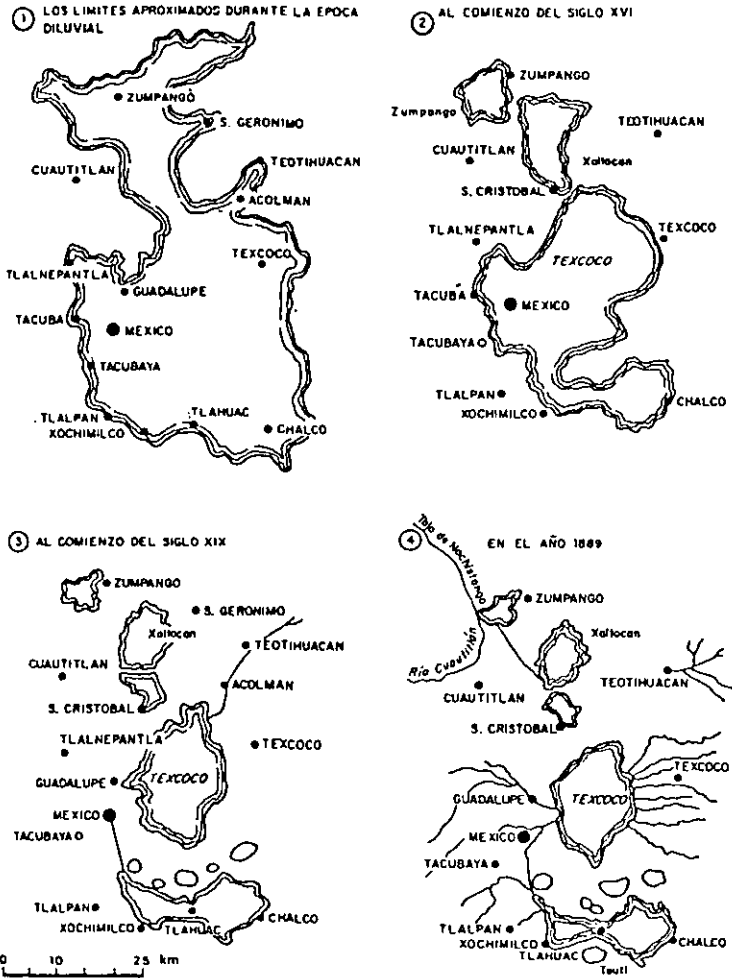 1 LOS LIMITES APROXIMADOS DURANTE LA EPOCA
DILUVIAL
ZUMPANGO
S. GERONIMO
CUAUTITLAN
TEOTIHUACAN
ACOLMAN
TEXCOCO
TLALNEPANTLA
GUADALUPE
TACUBA
MEXICO
TACUBAYA
TLALPAN
TLAHUAC
XOCHIMILCO
CHALCO
2 AL COMIENZO DEL SIGLO XVI
ZUMPANGO
Zumpango
TEOTIHUACAN
CUAUTITLAN
Xaltocan
S. CRISTOBAL
TLALNEPANTLA
TEXCOCO
TEXCOCO
TACUBA
MEXICO
TACUBAYA
TLALPAN
XOCHIMILCO
CHALCO
3 AL COMIENZO DEL SIGLO XIX
ZUMPANGO
S. GERONIMO
Xaltocan
TEOTIHUACAN
CUAUTITLAN
ACOLMAN
S. CRISTOBAL
TLALNEPANTLA
TEXCOCO
GUADALUPE
TEXCOCO
MEXICO
TACUBAYA
TLALPAN
XOCHIMILCO
TLAHUAC
CHALCO
0 10 20 25 km
4 EN EL AÑO 1889
Tajo de Nochistongo
ZUMPANGO
Xaltocan
Río Cuautitlán
TEOTIHUACAN
CUAUTITLAN
S. CRISTOBAL
TEXCOCO
GUADALUPE
TEXCOCO
MEXICO
TACUBAYA
TLALPAN
XOCHIMILCO
TLAHUAC
CHALCO